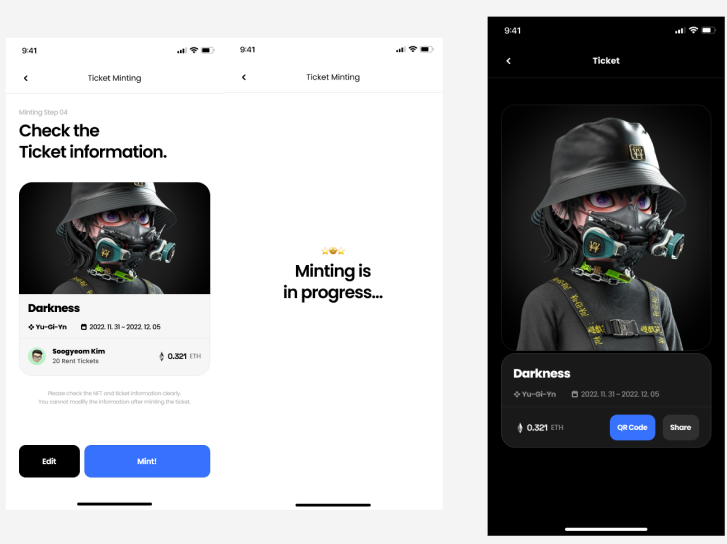 9:41
Ticket Minting
Minting Step 04
Check the
Ticket information.
Darkness
Yu-Gi-Yn
2022. 11. 31 ~ 2022. 12. 05
Soogyeom Kim
20 Rent Tickets
0.321 ETH
Please check the NFT and ticket information clearly.
You cannot modify the information after minting the ticket.
Edit
Mint!
9:41
Ticket Minting
Minting is
in progress...
9:41
Ticket
Darkness
Yu-Gi-Yn
2022. 11. 31 ~ 2022. 12. 05
0.321 ETH
QR Code
Share